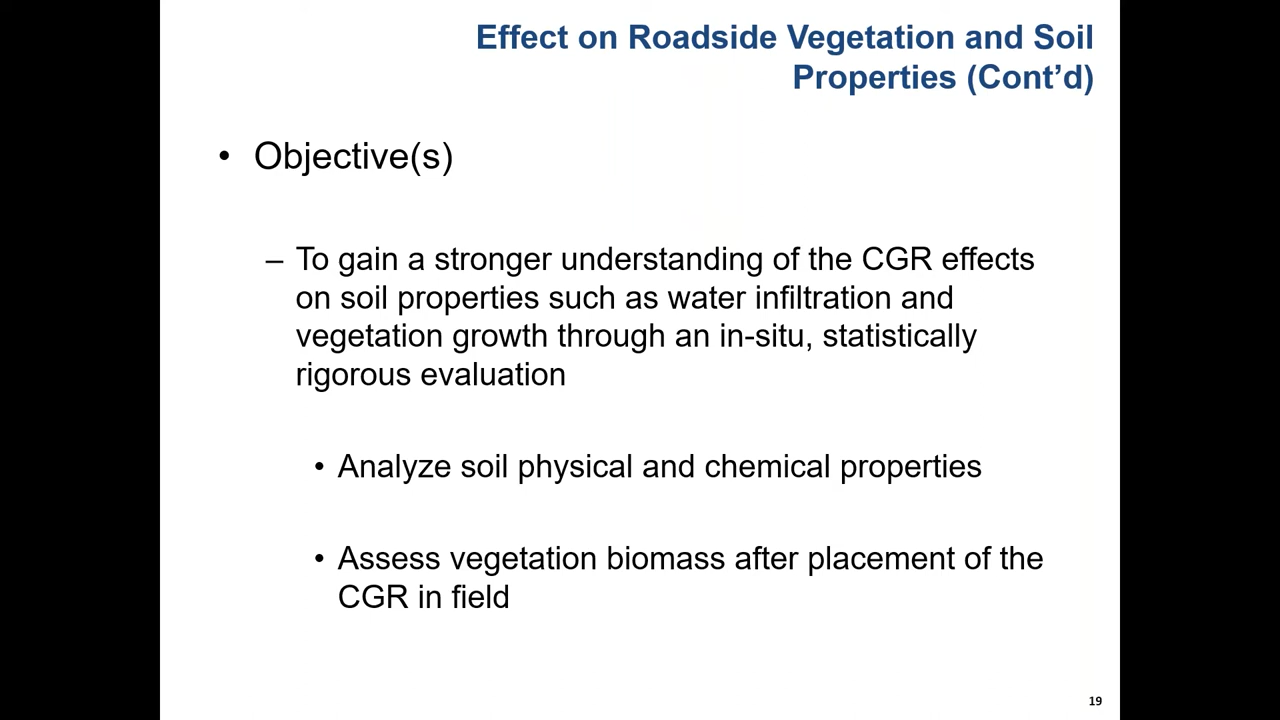 Effect on Roadside Vegetation and Soil
Properties (Cont’d)
• Objective(s)
– To gain a stronger understanding of the CGR effects
on soil properties such as water infiltration and
vegetation growth through an in-situ, statistically
rigorous evaluation
• Analyze soil physical and chemical properties
• Assess vegetation biomass after placement of the
CGR in field
19